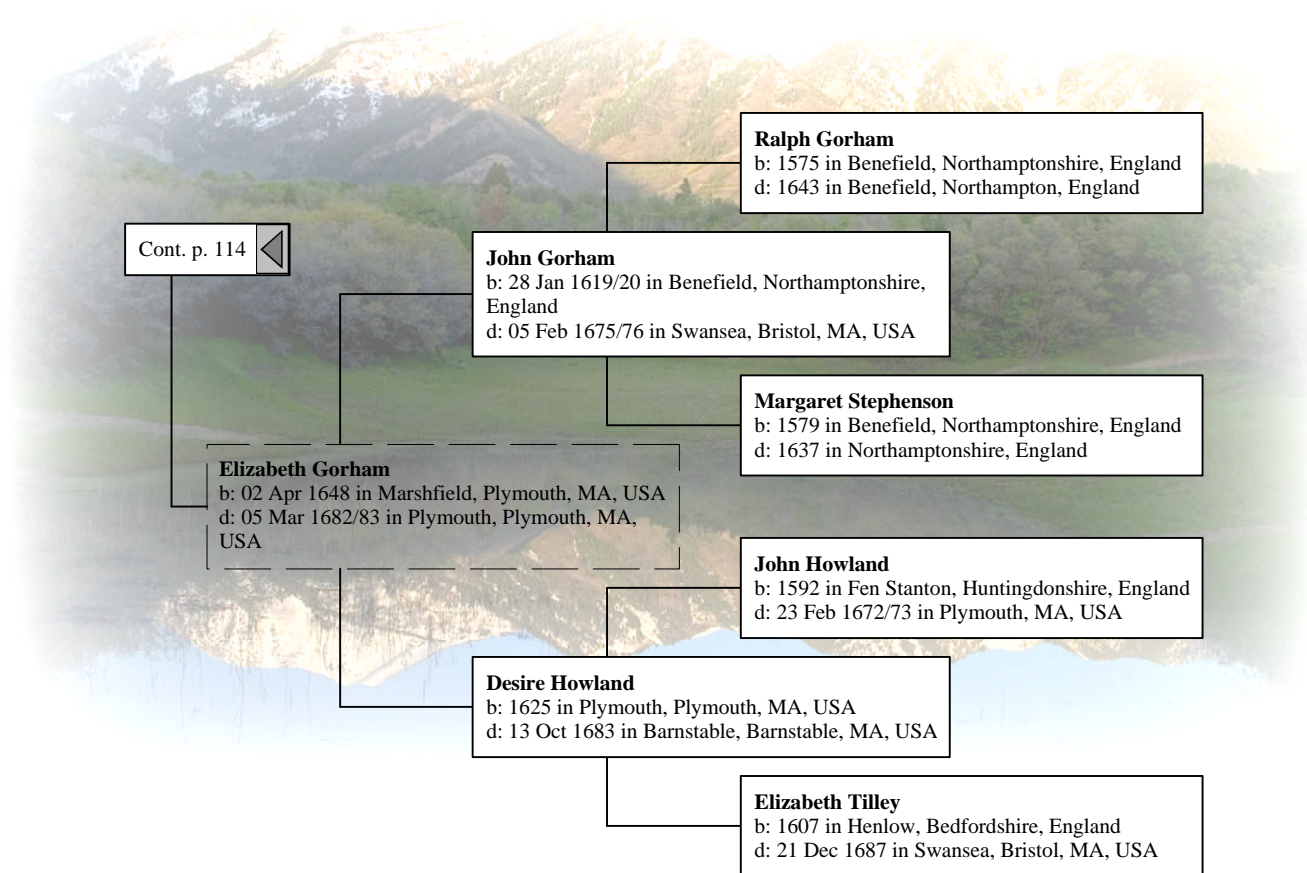 Ralph Gorham
b: 1575 in Benefield, Northamptonshire, England
d: 1643 in Benefield, Northampton, England
Cont. p. 114
John Gorham
b: 28 Jan 1619/20 in Benefield, Northamptonshire,
England
d: 05 Feb 1675/76 in Swansea, Bristol, MA, USA
Margaret Stephenson
b: 1579 in Benefield, Northamptonshire, England
d: 1637 in Northamptonshire, England
Elizabeth Gorham
b: 02 Apr 1648 in Marshfield, Plymouth, MA, USA
d: 05 Mar 1682/83 in Plymouth, Plymouth, MA,
USA
John Howland
b: 1592 in Fen Stanton, Huntingdonshire, England
d: 23 Feb 1672/73 in Plymouth, MA, USA
Desire Howland
b: 1625 in Plymouth, Plymouth, MA, USA
d: 13 Oct 1683 in Barnstable, Barnstable, MA, USA
Elizabeth Tilley
b: 1607 in Henlow, Bedfordshire, England
d: 21 Dec 1687 in Swansea, Bristol, MA, USA